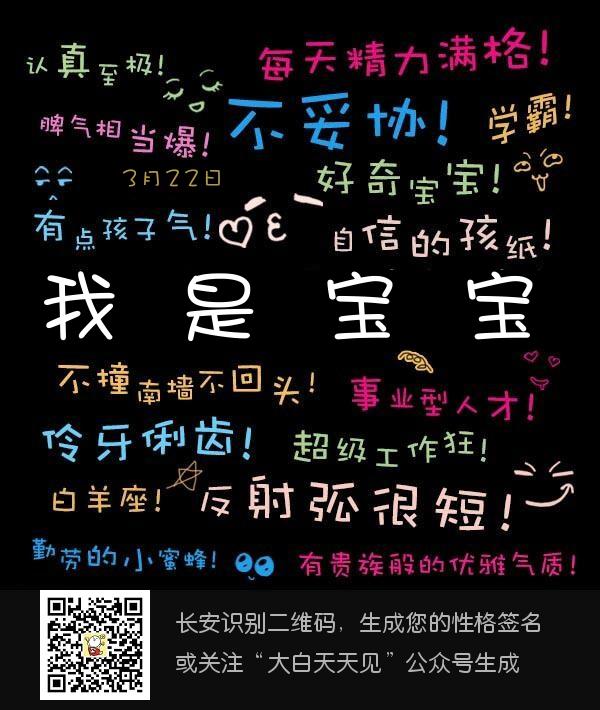 认真至极!
每天精力满格!
脾气相当爆!
不妥协!
学霸!
3月22日
好奇宝宝!
有点孩子气!
自信的孩纸!
我是宝宝
不撞南墙不回头!
事业型人才!
伶牙俐齿!
超级工作狂!
白羊座!
反射弧很短!
勤劳的小蜜蜂!
有贵族般的优雅气质!
长安识别二维码，生成您的性格签名
或关注“大白天天见”公众号生成